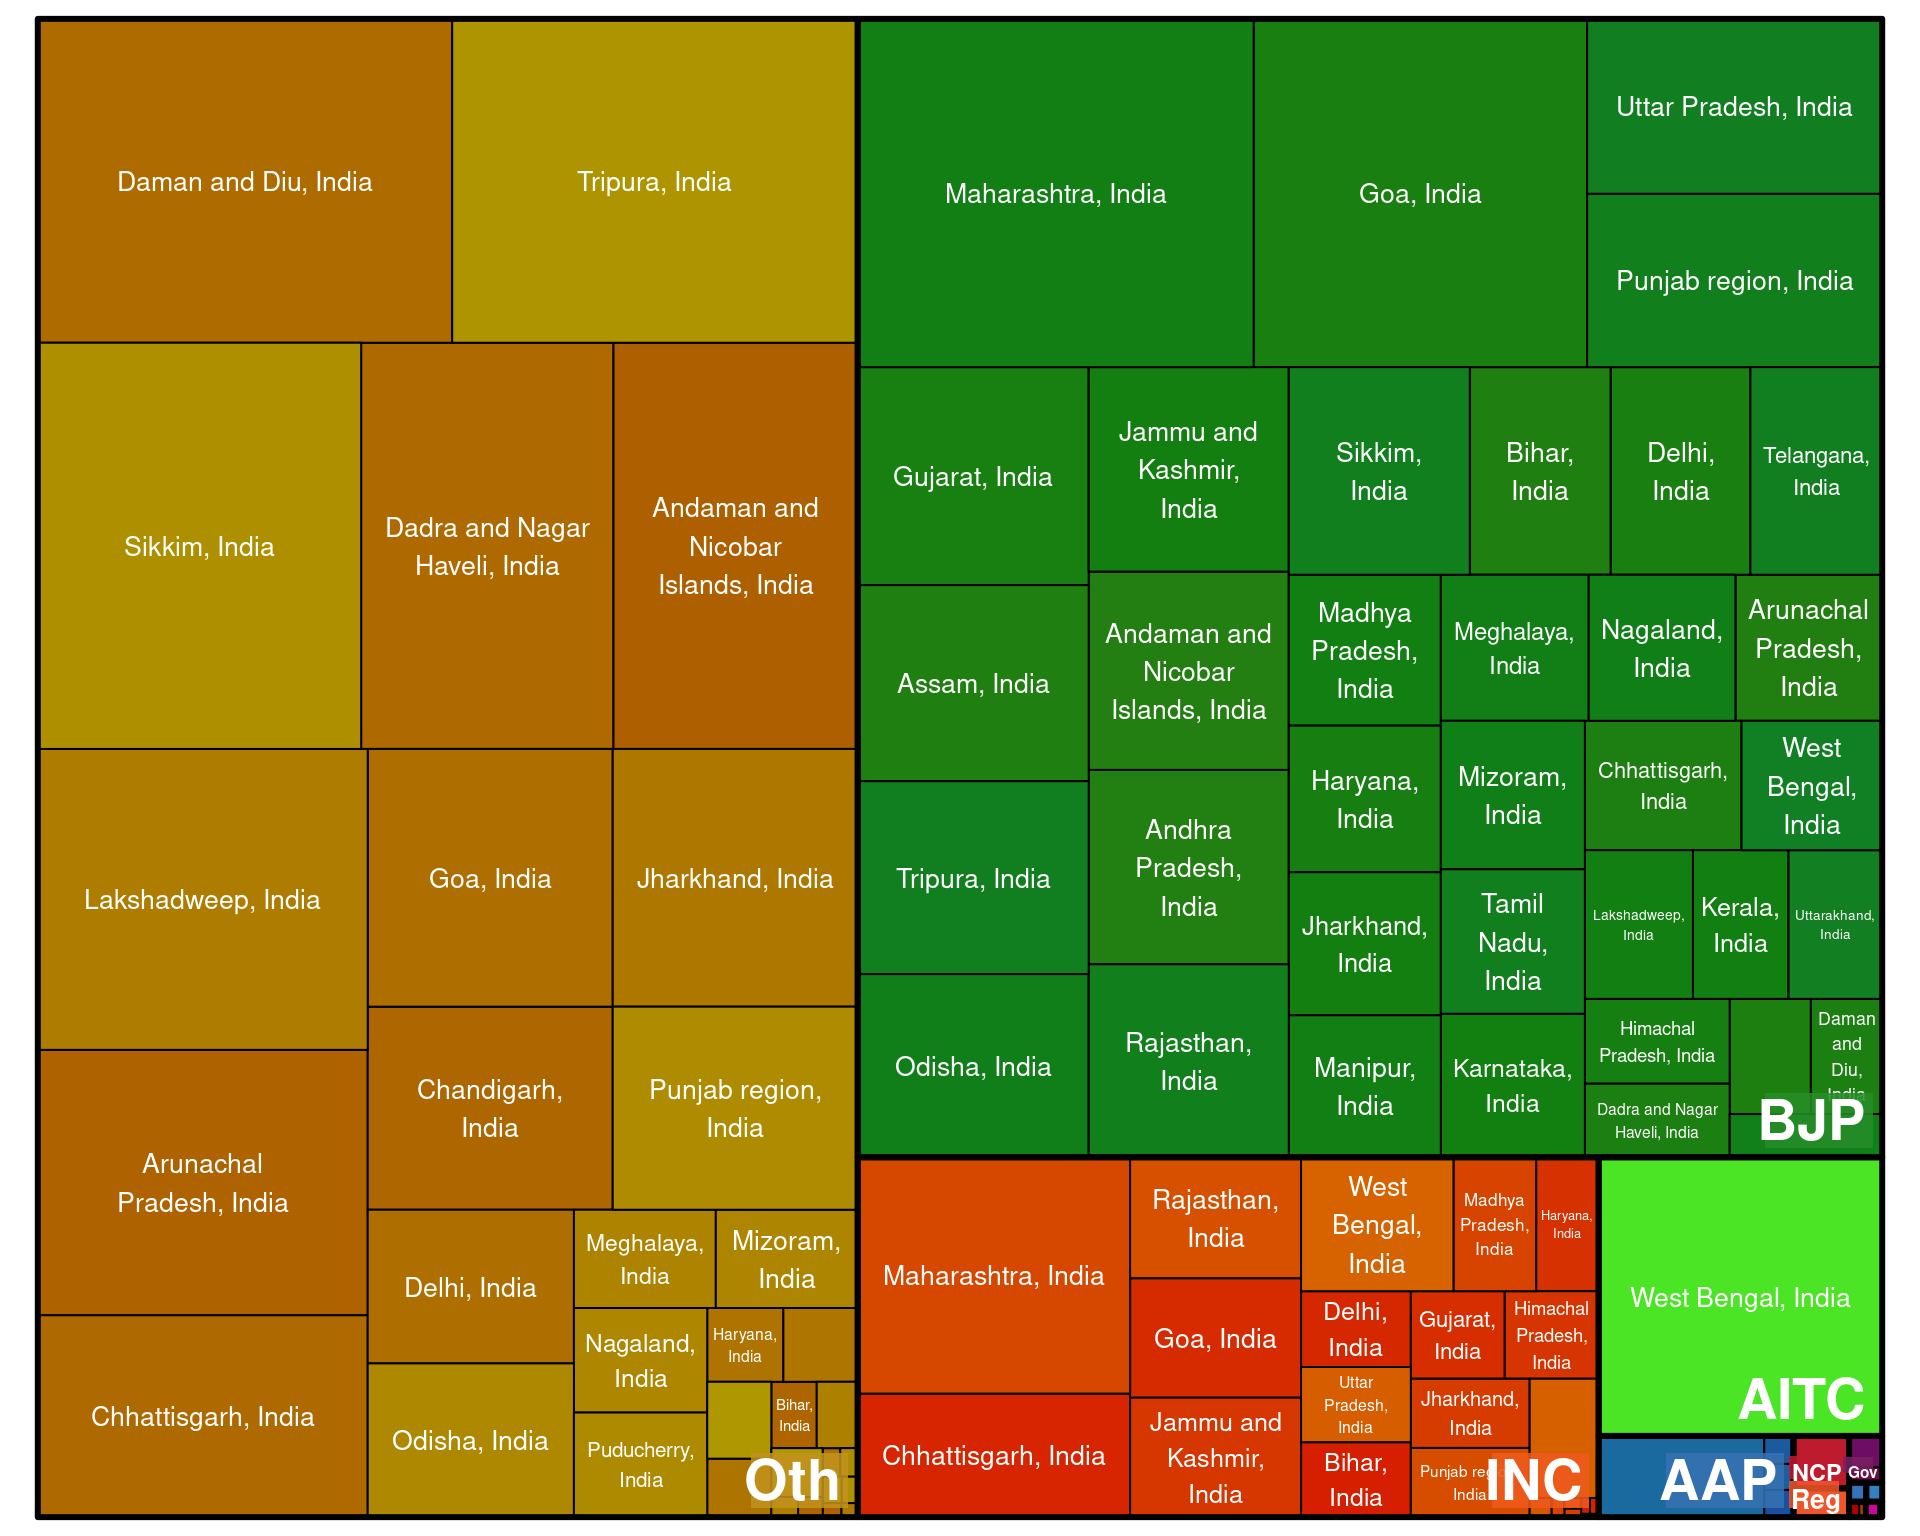 Daman and Diu, India
Tripura, India
Sikkim, India
Dadra and Nagar
Haveli, India
Andaman and
Nicobar
Islands, India
Lakshadweep, India
Goa, India
Jharkhand, India
Arunachal
Pradesh, India
Chandigarh,
India
Punjab region,
India
Chhattisgarh, India
Delhi, India
Odisha, India
Meghalaya,
India
Mizoram,
India
Nagaland,
India
Puducherry,
India
Haryana,
India
Bihar,
India
Oth
Maharashtra, India
Goa, India
Uttar Pradesh, India
Punjab region, India
Gujarat, India
Jammu and
Kashmir,
India
Sikkim,
India
Bihar,
India
Delhi,
India
Telangana,
India
Assam, India
Andaman and
Nicobar
Islands, India
Madhya
Pradesh,
India
Meghalaya,
India
Nagaland,
India
Arunachal
Pradesh,
India
Tripura, India
Andhra
Pradesh,
India
Haryana,
India
Mizoram,
India
Chhattisgarh,
India
West
Bengal,
India
Jharkhand,
India
Tamil
Nadu,
India
Lakshadweep,
India
Kerala,
India
Uttarakhand,
India
Odisha, India
Rajasthan,
India
Manipur,
India
Karnataka,
India
Himachal
Pradesh, India
Daman
and
Diu,
India
Dadra and Nagar
Haveli, India
BJP
Maharashtra, India
Chhattisgarh, India
Rajasthan,
India
Goa, India
Jammu and
Kashmir,
India
West
Bengal,
India
Madhya
Pradesh,
India
Haryana,
India
Delhi,
India
Gujarat,
India
Himachal
Pradesh,
India
Uttar
Pradesh,
India
Jharkhand,
India
Bihar,
India
Punjab region,
India
INC
West Bengal, India
AITC
AAP
NCP
Gov
Reg